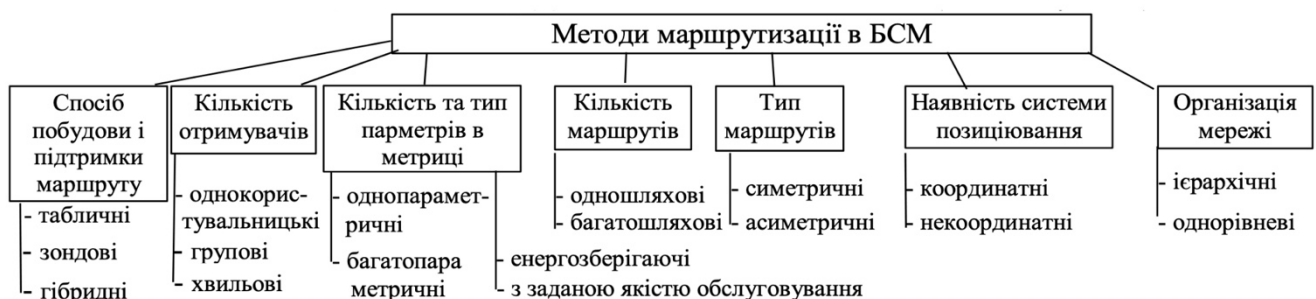 Методи маршрутизації в БСМ
Спосіб
побудови і
підтримки
маршруту
- табличні
- зондові
- гібридні
Кількість
отримувачів
- однокорис-
тувальницькі
- групові
- хвильові
Кількість та тип
парметрів в
метриці
- однопарамет-
ричні
- багатопара
метричні
- енергозберігаючі
- з заданою якістю обслуговування
Кількість
маршрутів
- одношляхові
- багатошляхові
Тип
маршрутів
- симетричні
- асиметричні
Наявність системи
позиціювання
- координатні
- некоординатні
Організація
мережі
- ієрархічні
- однорівневі